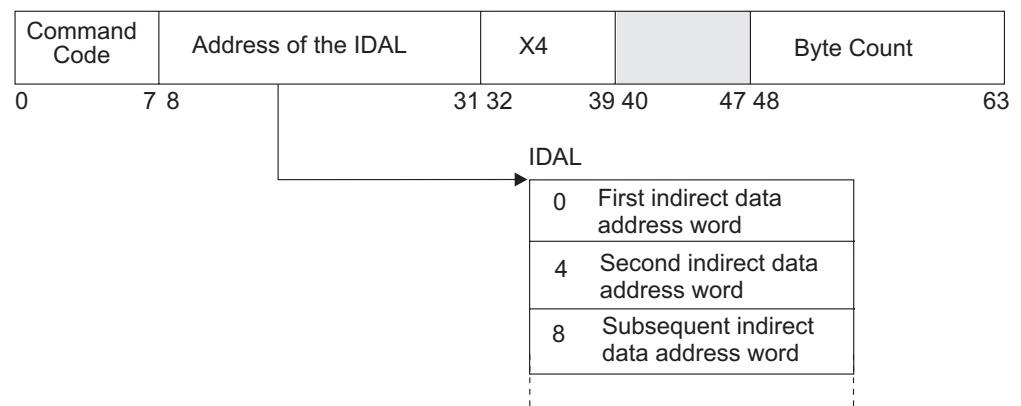 Command
Code
Address of the IDAL
X4
Byte Count
0
7 8
31 32
39 40
47 48
63
IDAL
0
First indirect data
address word
4
Second indirect data
address word
8
Subsequent indirect
data address word